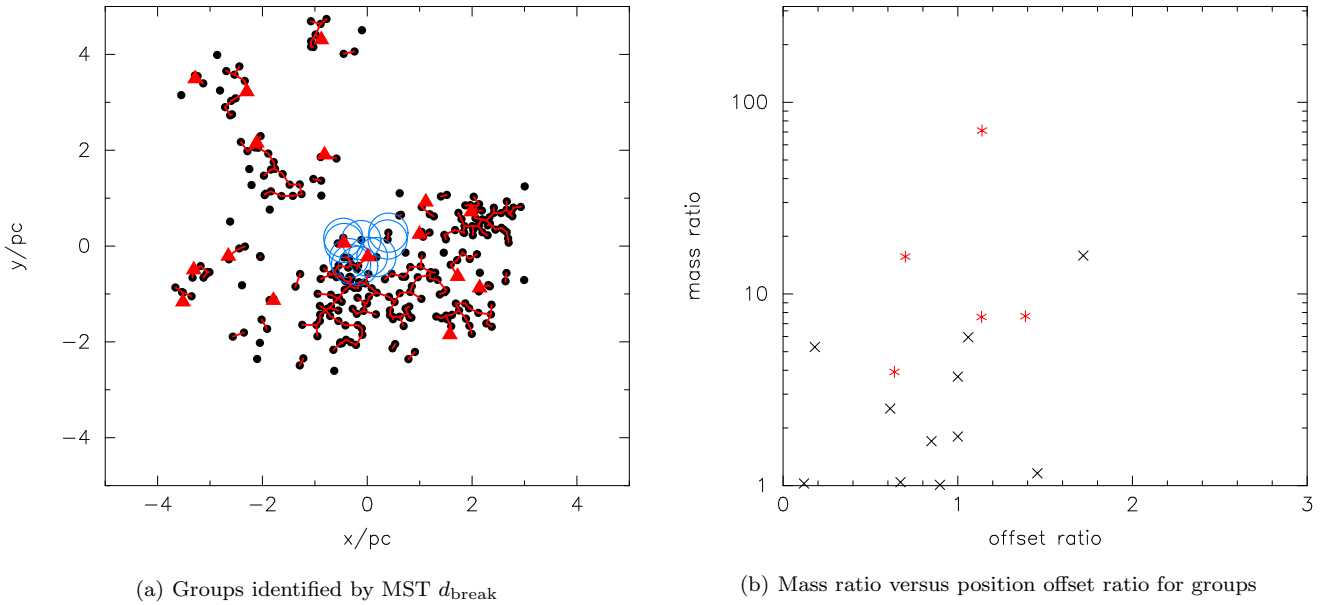 4
2
0
−2
−4
y/pc
−4
−2
0
2
4
x/pc
(a) Groups identified by MST d_break
100
10
1
mass ratio
0
1
2
3
offset ratio
(b) Mass ratio versus position offset ratio for groups